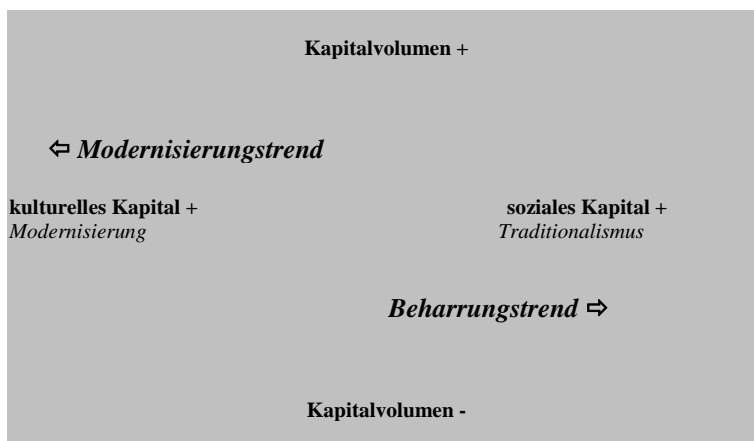 Kapitalvolumen +
⇦ Modernisierungstrend
kulturelles Kapital + soziales Kapital +
Modernisierung Traditionalismus
Beharrungstrend ⇨
Kapitalvolumen -